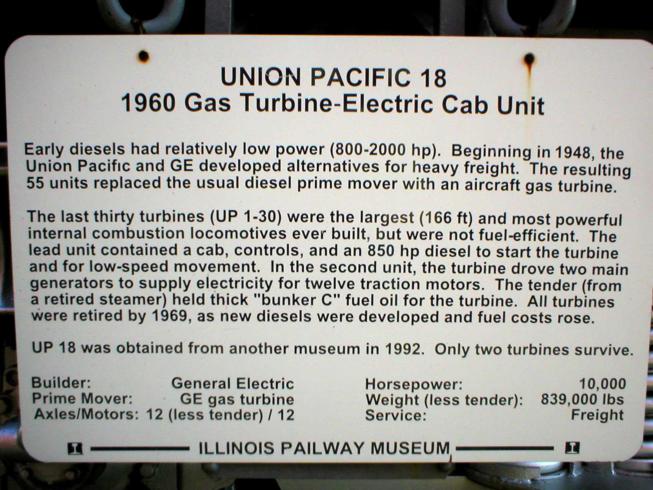 UNION PACIFIC 18
1960 Gas Turbine-Electric Cab Unit
Early diesels had relatively low power (800-2000 hp). Beginning in 1948, the
Union Pacific and GE developed alternatives for heavy freight. The resulting
55 units replaced the usual diesel prime mover with an aircraft gas turbine.
The last thirty turbines (UP 1-30) were the largest (166 ft) and most powerful
internal combustion locomotives ever built, but were not fuel-efficient. The
lead unit contained a cab, controls, and an 850 hp diesel to start the turbine
and for low-speed movement. In the second unit, the turbine drove two main
generators to supply electricity for twelve traction motors. The tender (from
a retired steamer) held thick "bunker C" fuel oil for the turbine. All turbines
were retired by 1969, as new diesels were developed and fuel costs rose.
UP 18 was obtained from another museum in 1992. Only two turbines survive.
Builder: General Electric Horsepower: 10,000
Prime Mover: GE gas turbine Weight (less tender): 839,000 lbs
Axles/Motors: 12 (less tender) / 12 Service: Freight
ILLINOIS PAILWAY MUSEUM